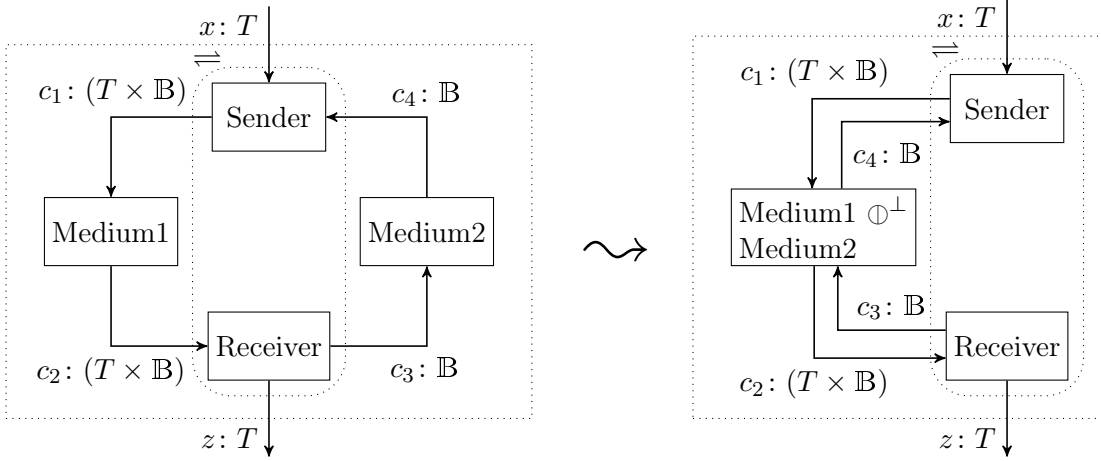 x: T
⇌
c₁: (T × 𝔹)
Sender
c₄: 𝔹
Medium1
Medium2
Receiver
c₂: (T × 𝔹)
c₃: 𝔹
z: T
x: T
⇌
c₁: (T × 𝔹)
Sender
c₄: 𝔹
Medium1 ⦶^⊥
Medium2
c₃: 𝔹
Receiver
c₂: (T × 𝔹)
z: T